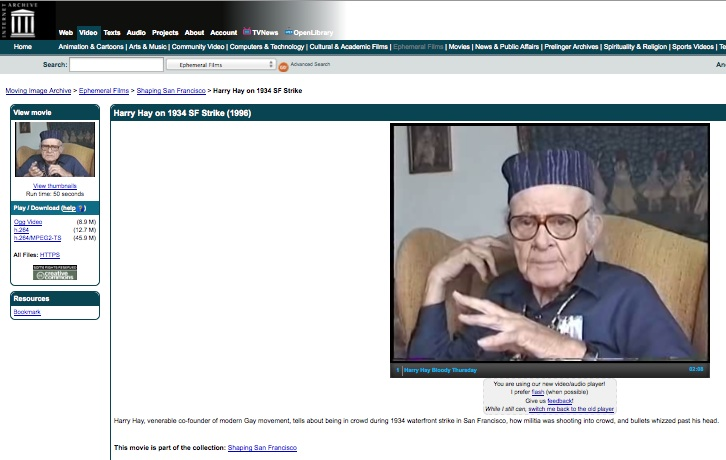 INTERNET ARCHIVE
Web Video Texts Audio Projects About Account TVNews OpenLibrary
Home Animation & Cartoons | Arts & Music | Community Video | Computers & Technology | Cultural & Academic Films | Ephemeral Films | Movies | News & Public Affairs | Prelinger Archives | Spirituality & Religion | Sports Videos | Te
Search: Ephemeral Films Advanced Search An
Moving Image Archive > Ephemeral Films > Shaping San Francisco > Harry Hay on 1934 SF Strike
View movie
View thumbnails
Run time: 50 seconds
Play / Download (help ?)
Ogg Video (8.9 M)
h.264 (12.7 M)
h.264/MPEG2-TS (45.9 M)
All Files: HTTPS
SOME RIGHTS RESERVED
creative commons
Resources
Bookmark
Harry Hay on 1934 SF Strike (1996)
1 Harry Hay Bloody Thursday
You are using our new video/audio player!
I prefer flash (when possible)
Give us feedback!
While I still can, switch me back to the old player
Harry Hay, venerable co-founder of modern Gay movement, tells about being in crowd during 1934 waterfront strike in San Francisco, how militia was shooting into crowd, and bullets whizzed past his head.
This movie is part of the collection: Shaping San Francisco